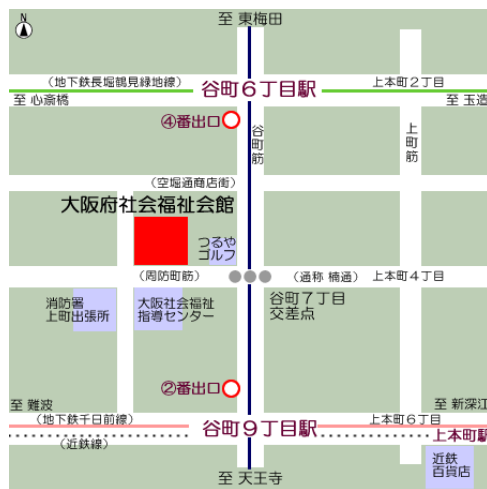 N
至 東梅田
(地下鉄長堀鶴見緑地線)
谷町6丁目駅
上本町2丁目
至 心斎橋
至 玉造
④番出口
谷町筋
上町筋
(空堀通商店街)
大阪府社会福祉会館
つるや
ゴルフ
(周防町筋)
(通称 楠通)
上本町4丁目
消防署
上町出張所
大阪社会福祉
指導センター
谷町7丁目
交差点
②番出口
至 難波
至 新深江
(地下鉄千日前線)
谷町9丁目駅
上本町6丁目
(近鉄線)
上本町駅
近鉄
百貨店
至 天王寺